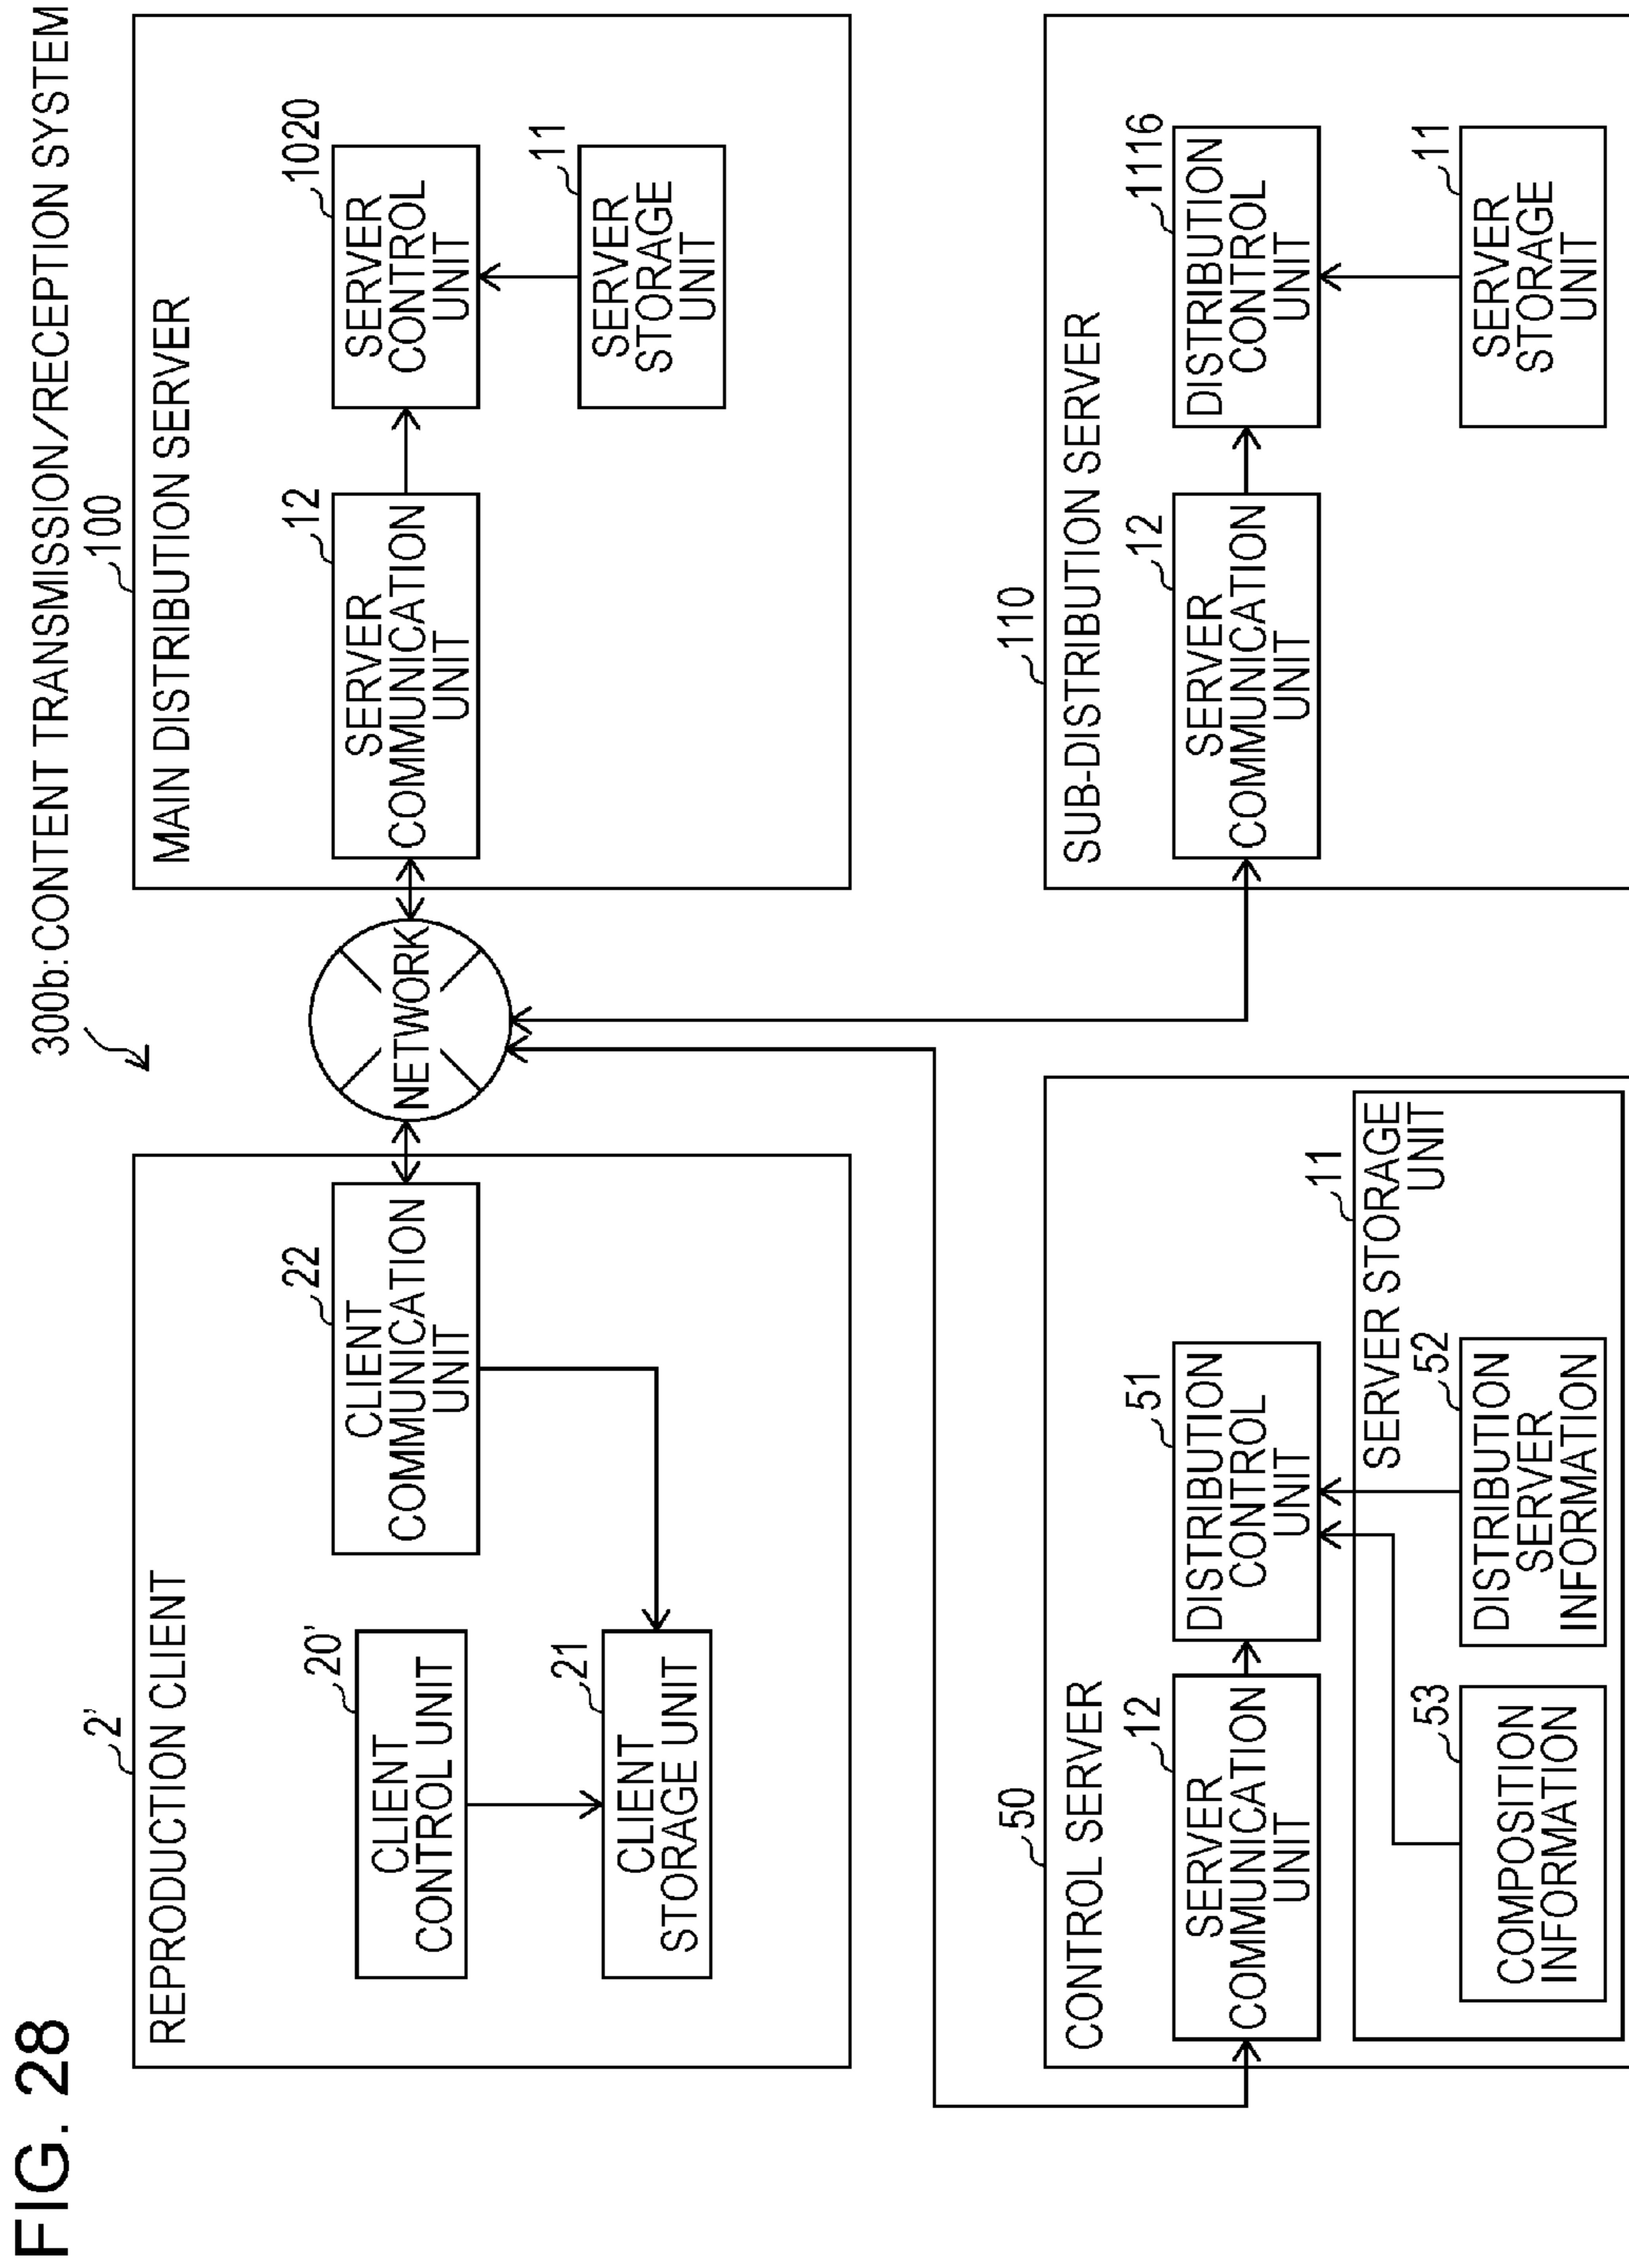 FIG. 28
300b:CONTENT TRANSMISSION/RECEPTION SYSTEM
2'
REPRODUCTION CLIENT
20'
CLIENT
CONTROL UNIT
21
CLIENT
STORAGE UNIT
22
CLIENT
COMMUNICATION
UNIT
NETWORK
100
MAIN DISTRIBUTION SERVER
12
SERVER
COMMUNICATION
UNIT
1020
SERVER
CONTROL
UNIT
11
SERVER
STORAGE
UNIT
50
CONTROL SERVER
12
SERVER
COMMUNICATION
UNIT
51
DISTRIBUTION
CONTROL
UNIT
11
SERVER STORAGE
UNIT
53
COMPOSITION
INFORMATION
52
DISTRIBUTION
SERVER
INFORMATION
110
SUB-DISTRIBUTION SERVER
12
SERVER
COMMUNICATION
UNIT
1116
DISTRIBUTION
CONTROL
UNIT
11
SERVER
STORAGE
UNIT